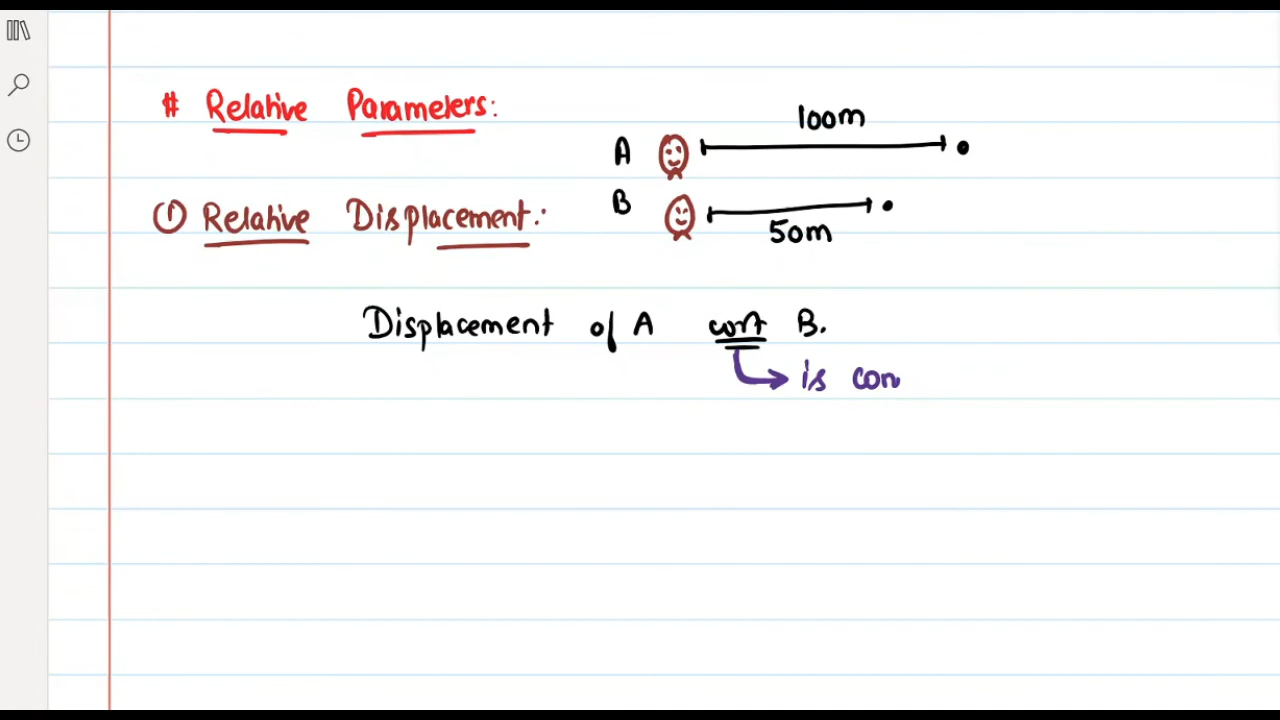 # Relative Parameters:
100m
A
① Relative Displacement:
B
50m
Displacement of A wrt B.
is con